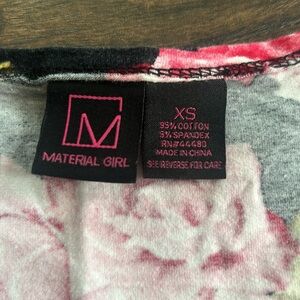 M
MATERIAL GIRL
XS
95% COTTON
5% SPANDEX
RN#44480
MADE IN CHINA
SEE REVERSE FOR CARE